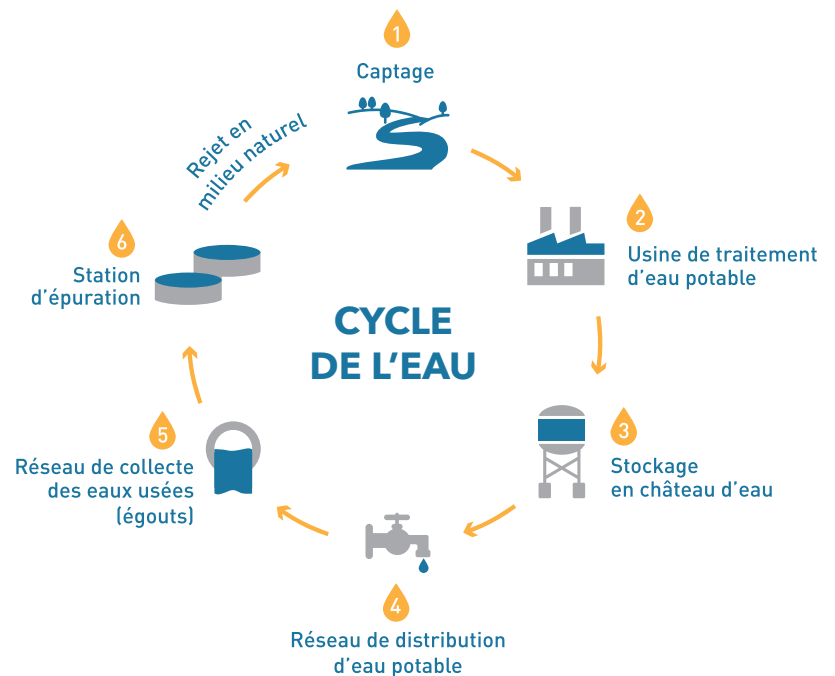 1
Captage
2
Usine de traitement
d'eau potable
3
Stockage
en château d'eau
4
Réseau de distribution
d'eau potable
5
Réseau de collecte
des eaux usées
(égouts)
6
Station
d'épuration
Rejet en
milieu naturel
CYCLE
DE L'EAU